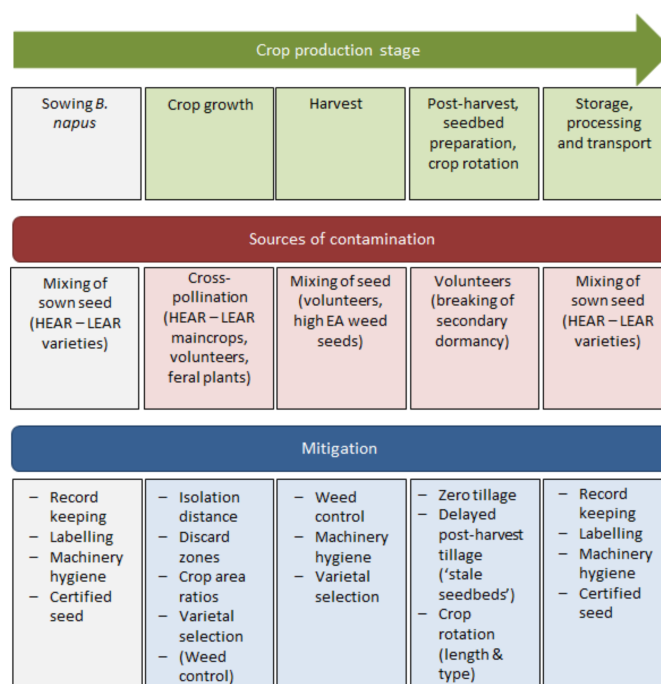 Crop production stage
Sowing B.
napus
Crop growth
Harvest
Post-harvest,
seedbed
preparation,
crop rotation
Storage,
processing
and transport
Sources of contamination
Mixing of
sown seed
(HEAR – LEAR
varieties)
Cross-
pollination
(HEAR – LEAR
maincrops,
volunteers,
feral plants)
Mixing of seed
(volunteers,
high EA weed
seeds)
Volunteers
(breaking of
secondary
dormancy)
Mixing of
sown seed
(HEAR – LEAR
varieties)
Mitigation
– Record
keeping
– Labelling
– Machinery
hygiene
– Certified
seed
– Isolation
distance
– Discard
zones
– Crop area
ratios
– Varietal
selection
– (Weed
control)
– Weed
control
– Machinery
hygiene
– Varietal
selection
– Zero tillage
– Delayed
post-harvest
tillage
(‘stale
seedbeds’)
– Crop
rotation
(length &
type)
– Record
keeping
– Labelling
– Machinery
hygiene
– Certified
seed